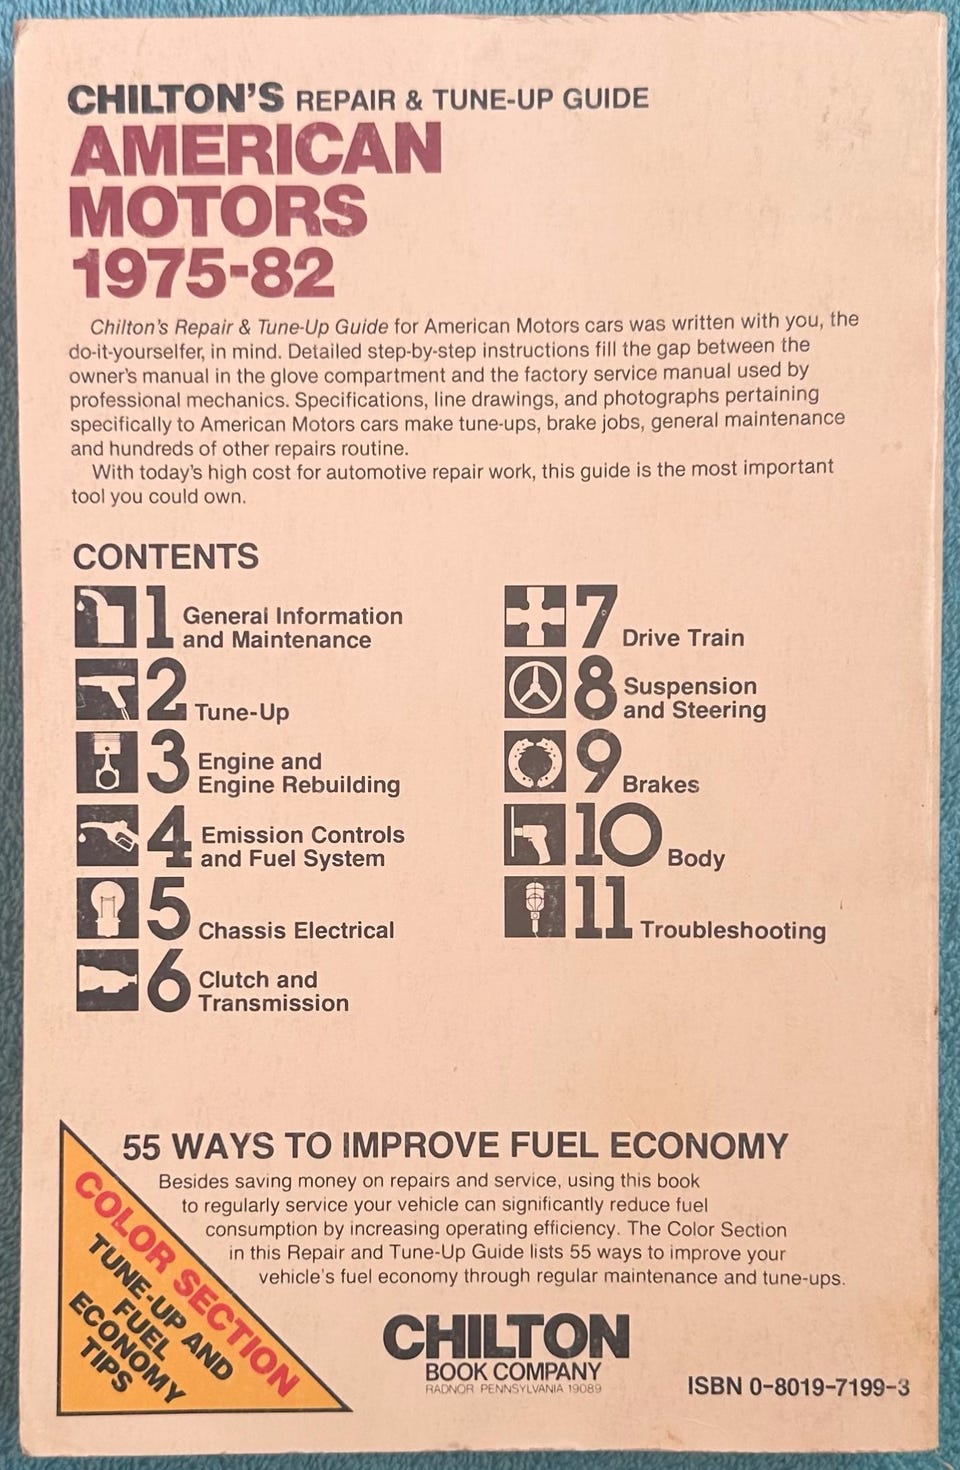 CHILTON'S REPAIR & TUNE-UP GUIDE
AMERICAN
MOTORS
1975-82
Chilton's Repair & Tune-Up Guide for American Motors cars was written with you, the
do-it-yourselfer, in mind. Detailed step-by-step instructions fill the gap between the
owner's manual in the glove compartment and the factory service manual used by
professional mechanics. Specifications, line drawings, and photographs pertaining
specifically to American Motors cars make tune-ups, brake jobs, general maintenance
and hundreds of other repairs routine.
With today's high cost for automotive repair work, this guide is the most important
tool you could own.
CONTENTS
1 General Information
and Maintenance
2 Tune-Up
3 Engine and
Engine Rebuilding
4 Emission Controls
and Fuel System
5 Chassis Electrical
6 Clutch and
Transmission
7 Drive Train
8 Suspension
and Steering
9 Brakes
10 Body
11 Troubleshooting
55 WAYS TO IMPROVE FUEL ECONOMY
Besides saving money on repairs and service, using this book
to regularly service your vehicle can significantly reduce fuel
consumption by increasing operating efficiency. The Color Section
in this Repair and Tune-Up Guide lists 55 ways to improve your
vehicle's fuel economy through regular maintenance and tune-ups.
COLOR SECTION
TUNE-UP AND
FUEL
ECONOMY
TIPS
CHILTON
BOOK COMPANY
RADNOR PENNSYLVANIA 19089
ISBN 0-8019-7199-3